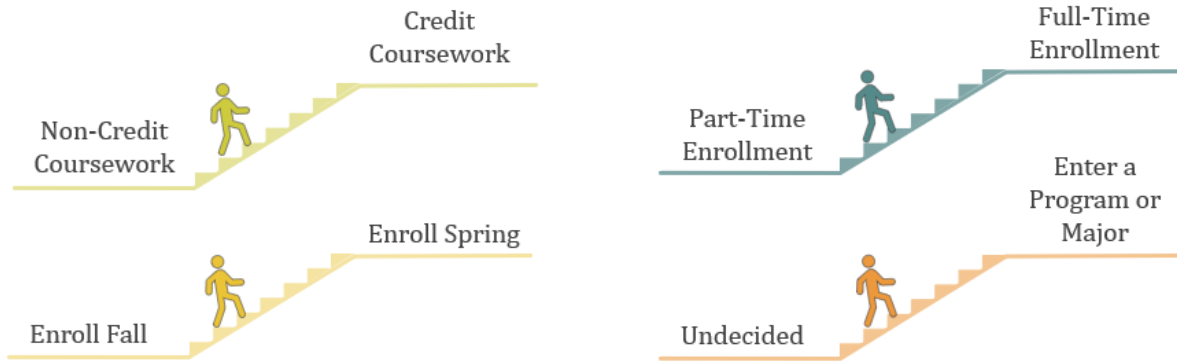 Credit
Coursework
Non-Credit
Coursework
Full-Time
Enrollment
Part-Time
Enrollment
Enroll Spring
Enroll Fall
Enter a
Program or
Major
Undecided